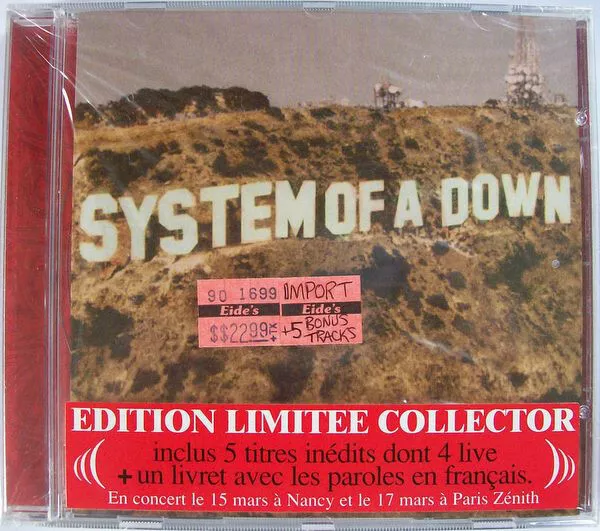 SYSTEM OF A DOWN
90 1699 IMPORT
Eide's Eide's
$$22.99 +TX +5 BONUS TRACKS
EDITION LIMITEE COLLECTOR
inclus 5 titres inédits dont 4 live
+ un livret avec les paroles en français.
En concert le 15 mars à Nancy et le 17 mars à Paris Zénith